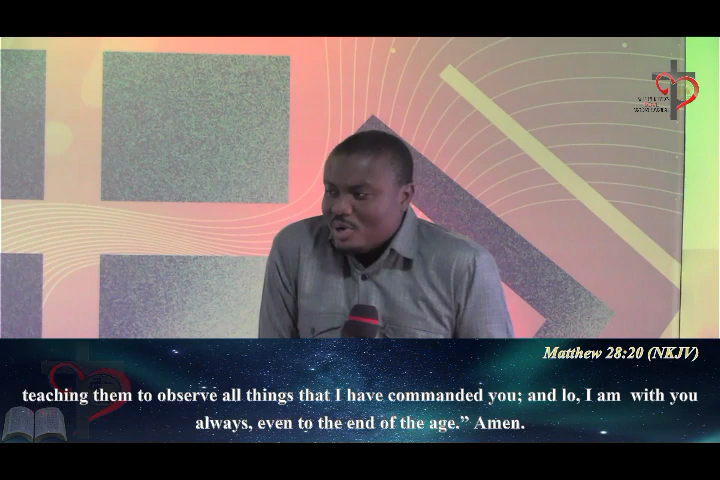 WORLDWIDE
Matthew 28:20 (NKJV)
teaching them to observe all things that I have commanded you; and lo, I am with you
always, even to the end of the age.” Amen.